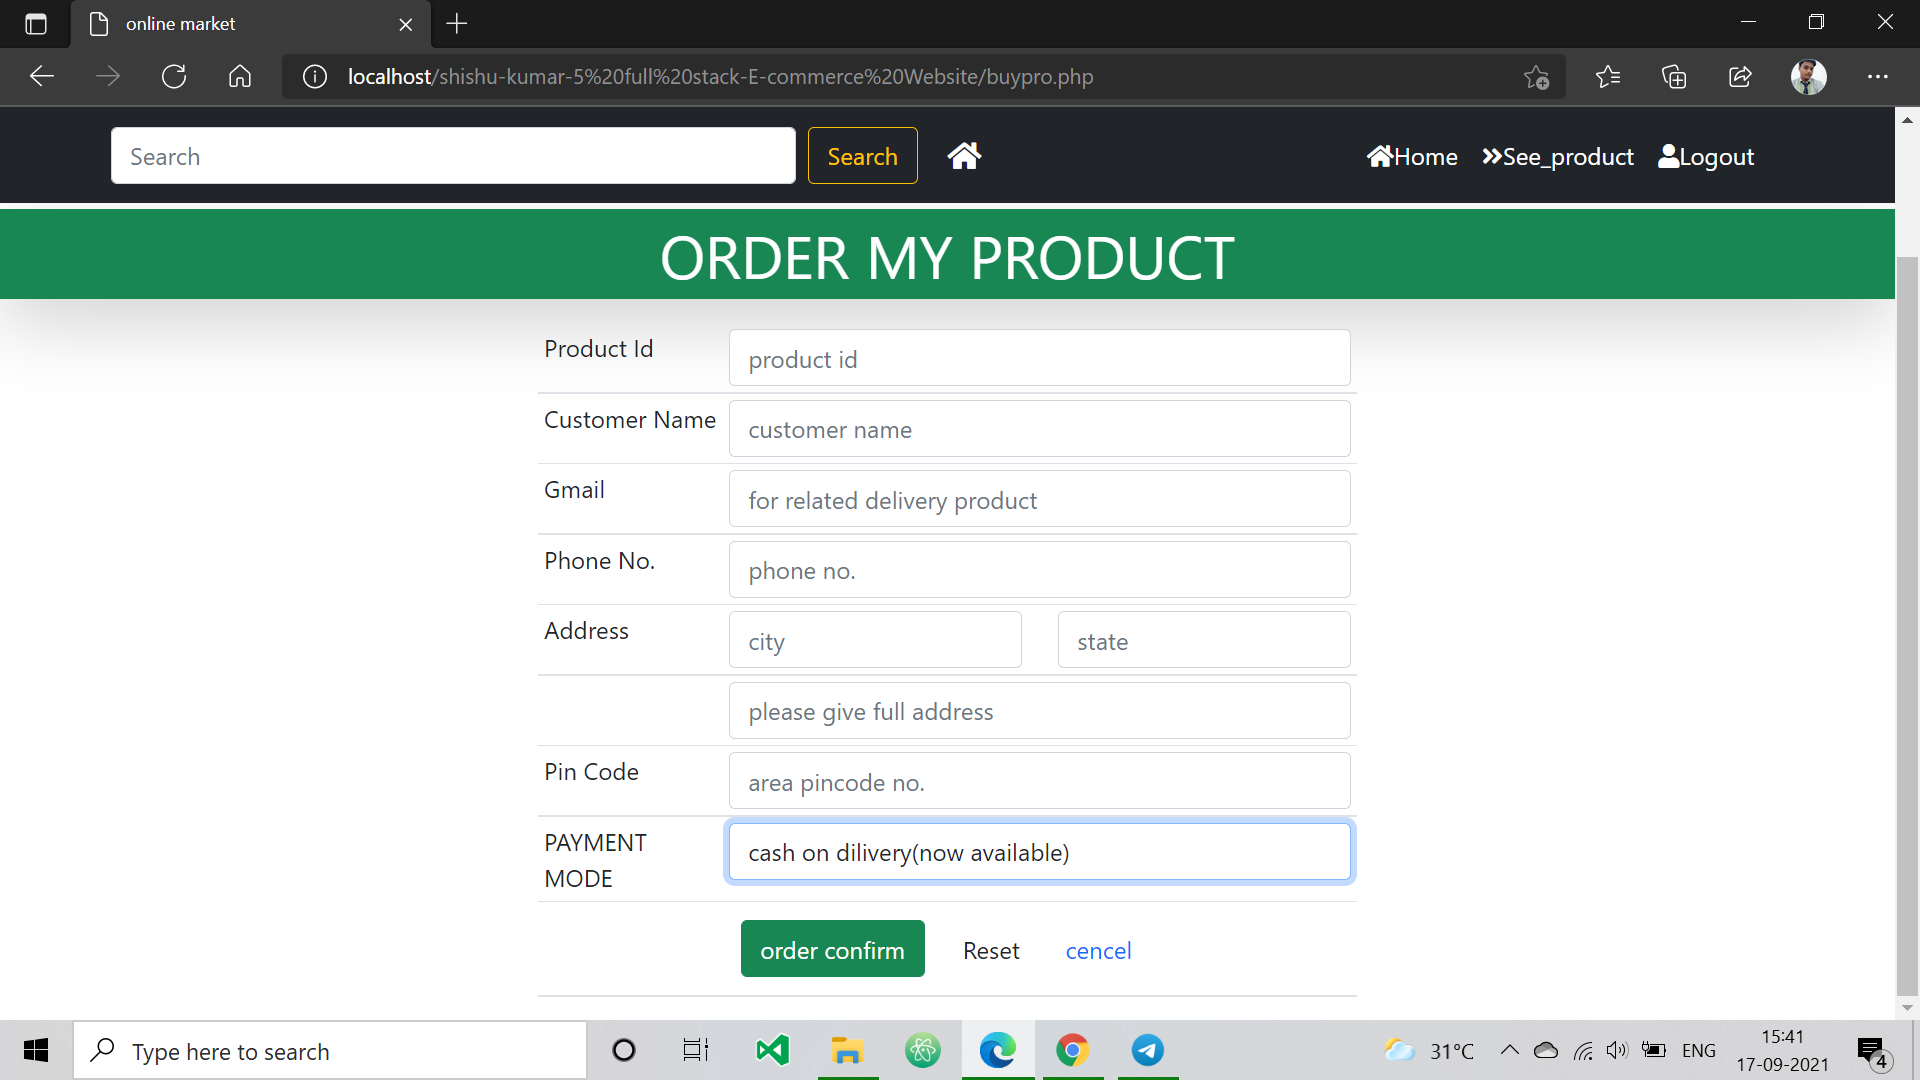 online market
localhost/shishu-kumar-5%20full%20stack-E-commerce%20Website/buypro.php
Search Search Home See_product Logout
ORDER MY PRODUCT
Product Id product id
Customer Name customer name
Gmail for related delivery product
Phone No. phone no.
Address city state
please give full address
Pin Code area pincode no.
PAYMENT MODE cash on dilivery(now available)
order confirm Reset cencel
Type here to search 31°C ENG 15:41
17-09-2021 4